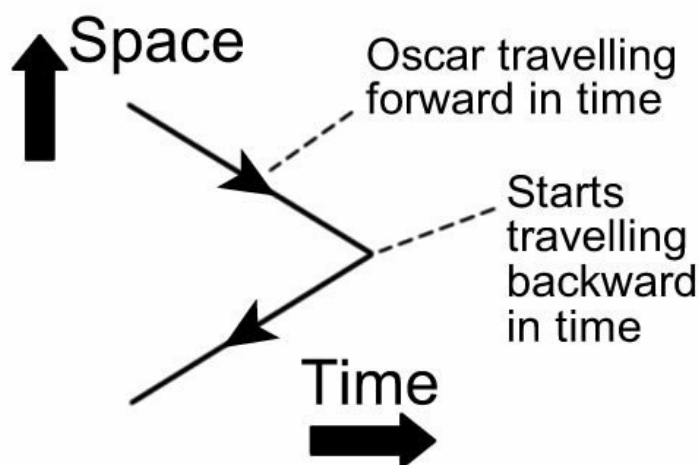 Space
Oscar travelling
forward in time
Starts
travelling
backward
in time
Time